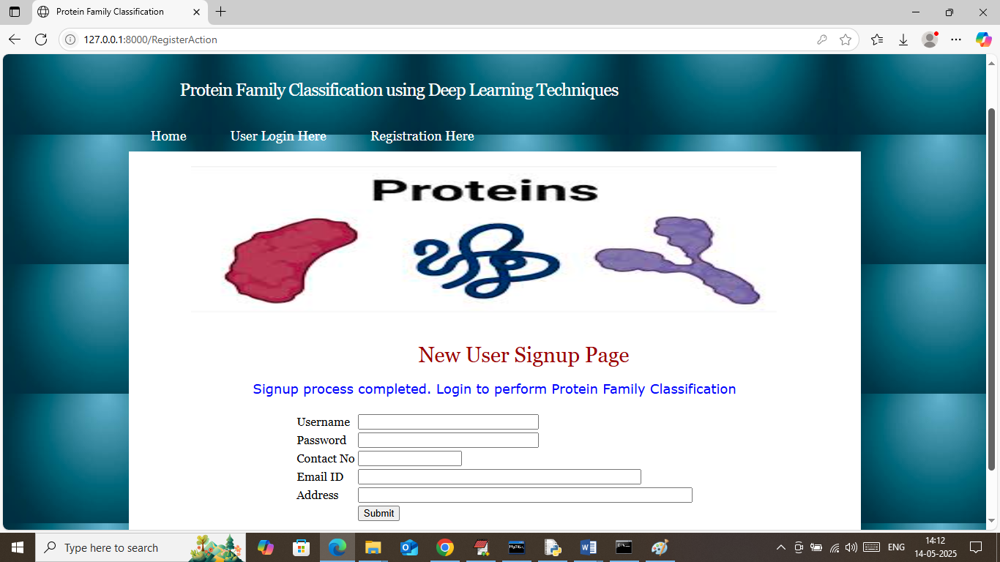 Protein Family Classification
127.0.0.1:8000/RegisterAction
Protein Family Classification using Deep Learning Techniques
Home User Login Here Registration Here
Proteins
New User Signup Page
Signup process completed. Login to perform Protein Family Classification
Username
Password
Contact No
Email ID
Address
Submit
Type here to search
ENG
14:12
14-05-2025